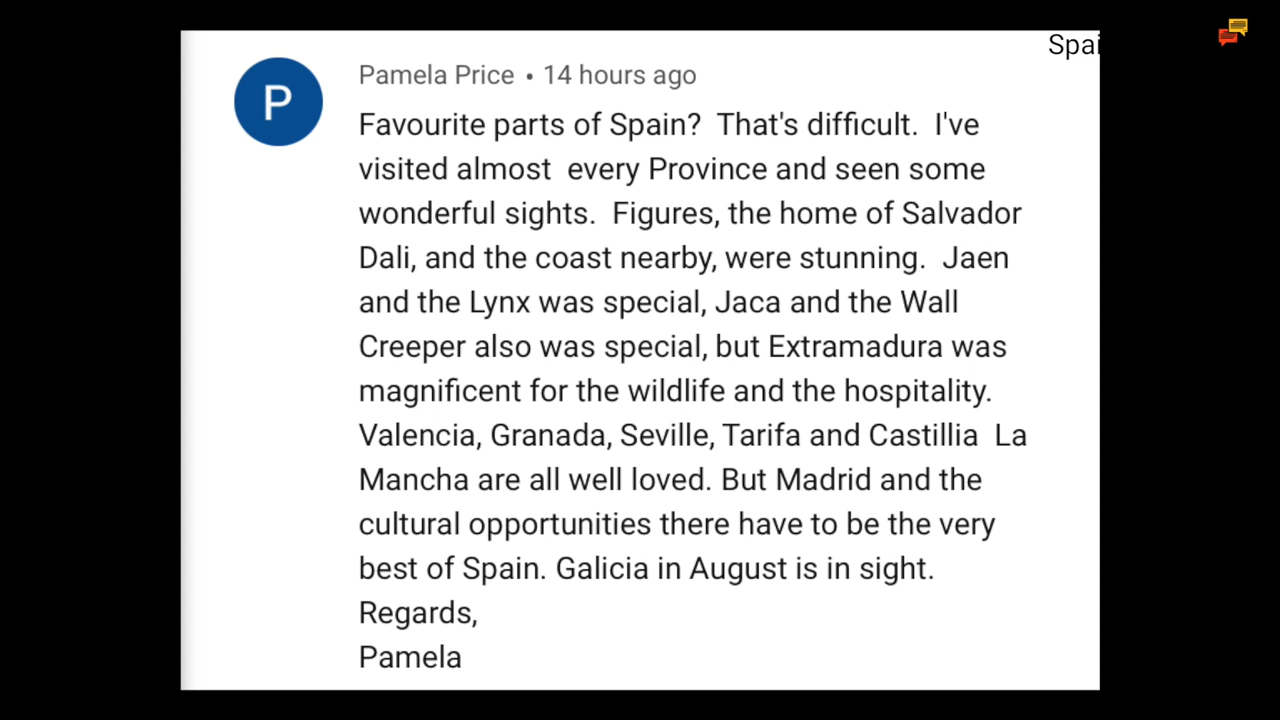 Spai
Pamela Price • 14 hours ago
P
Favourite parts of Spain?  That's difficult.  I've
visited almost  every Province and seen some
wonderful sights.  Figures, the home of Salvador
Dali, and the coast nearby, were stunning.  Jaen
and the Lynx was special, Jaca and the Wall
Creeper also was special, but Extramadura was
magnificent for the wildlife and the hospitality.
Valencia, Granada, Seville, Tarifa and Castillia  La
Mancha are all well loved. But Madrid and the
cultural opportunities there have to be the very
best of Spain. Galicia in August is in sight.
Regards,
Pamela